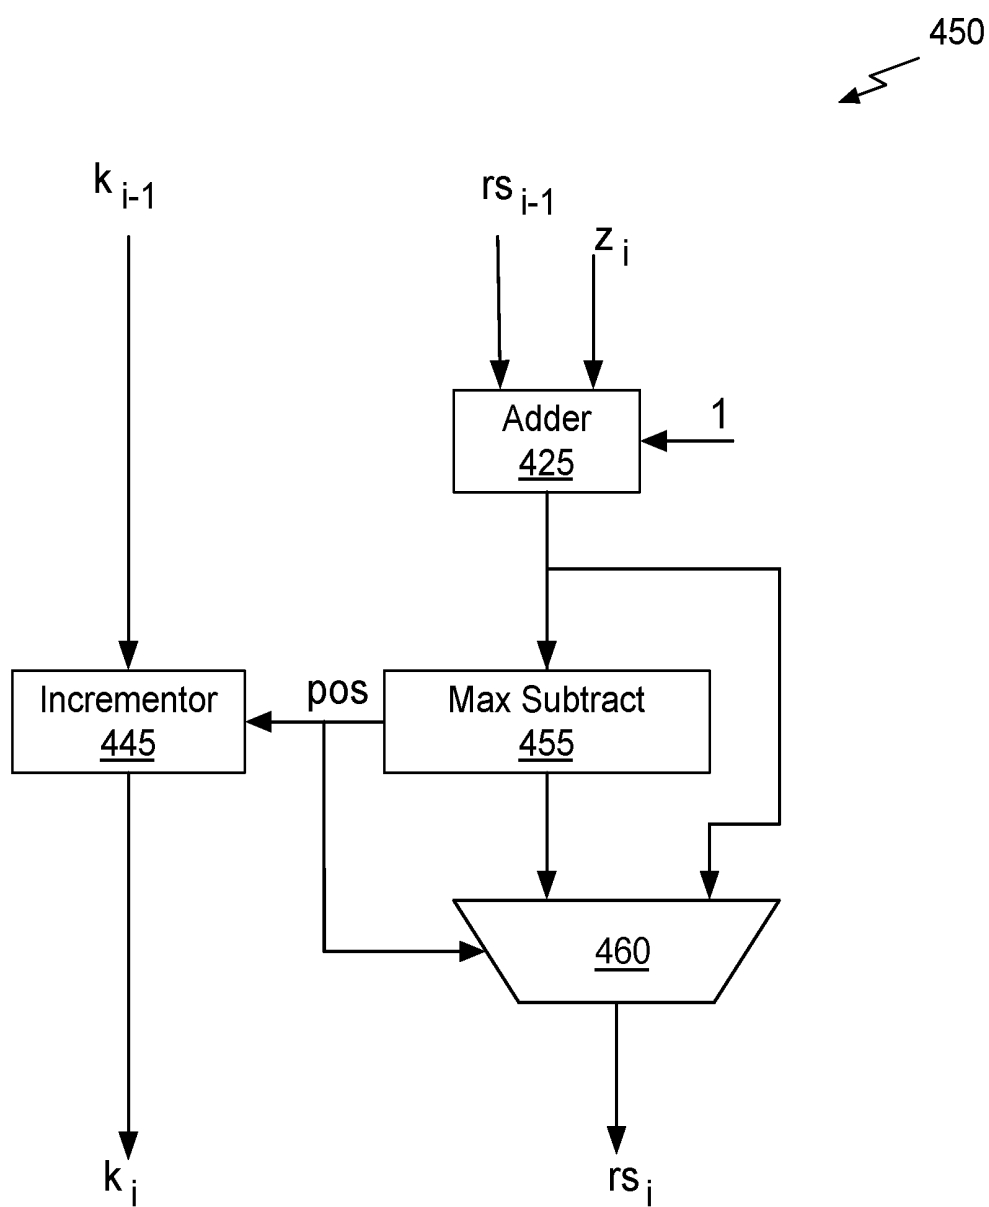 450
k i-1
rs i-1
z i
Adder
425
1
Incrementor
445
pos
Max Subtract
455
460
k i
rs i